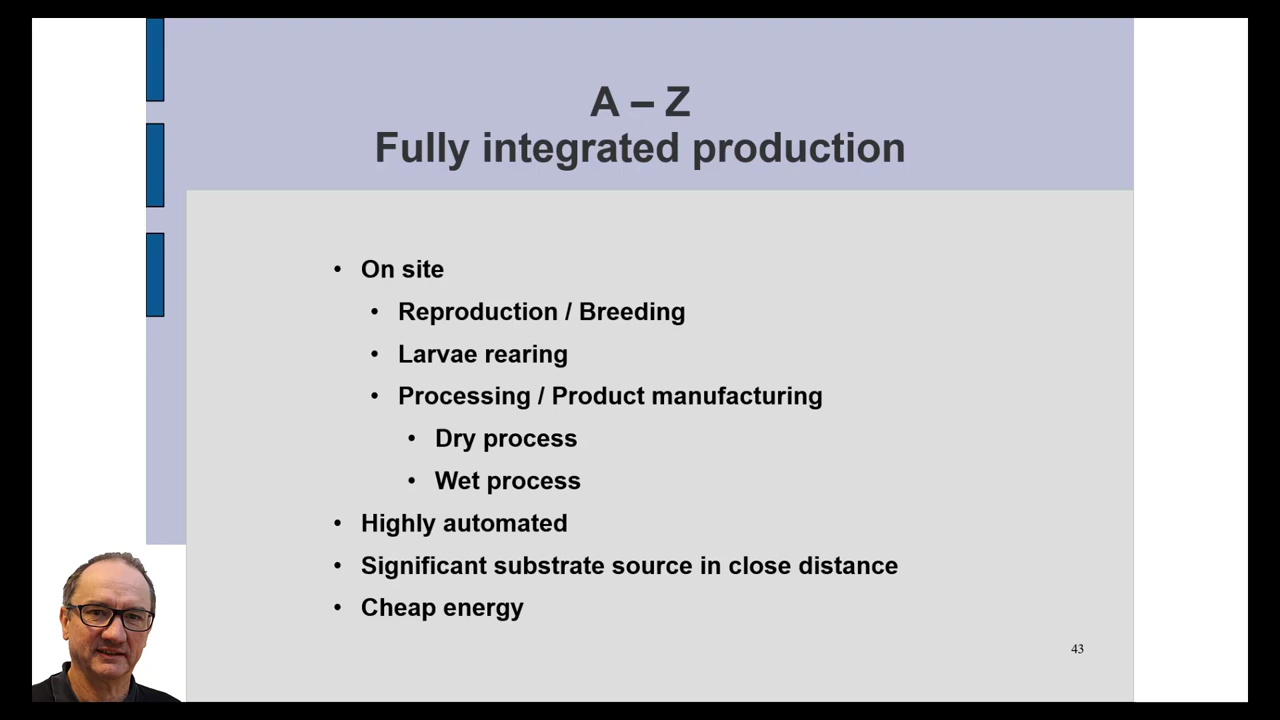 A – Z
Fully integrated production
• On site
• Reproduction / Breeding
• Larvae rearing
• Processing / Product manufacturing
• Dry process
• Wet process
• Highly automated
• Significant substrate source in close distance
• Cheap energy
43